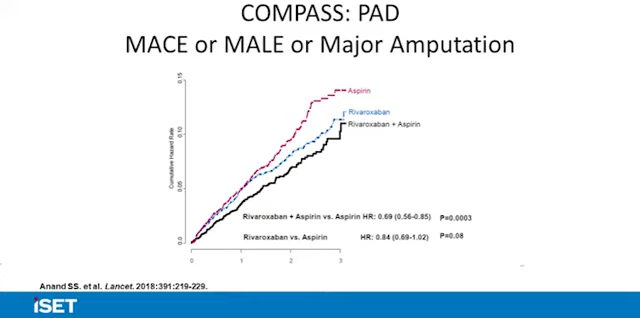 COMPASS: PAD
MACE or MALE or Major Amputation
0.15
0.10
0.05
0.0
Cumulative Hazard Rate
Aspirin
Rivaroxaban
Rivaroxaban + Aspirin
Rivaroxaban + Aspirin vs. Aspirin HR: 0.69 (0.56-0.85) P=0.0003
Rivaroxaban vs. Aspirin HR: 0.84 (0.69-1.02) P=0.08
0 1 2 3
Anand SS. et al. Lancet. 2018:391:219-229.
iSET